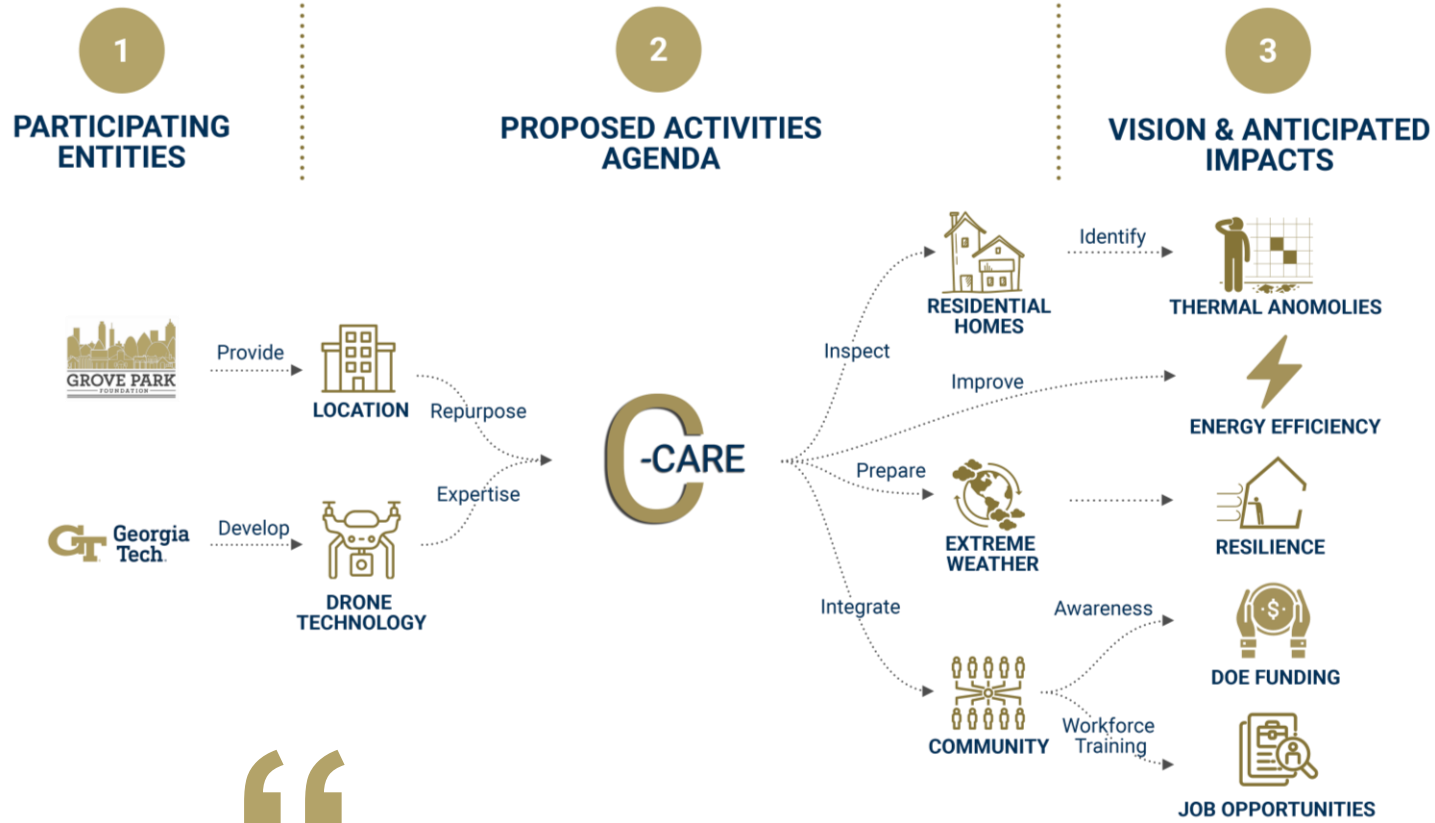 1
PARTICIPATING
ENTITIES
2
PROPOSED ACTIVITIES
AGENDA
3
VISION & ANTICIPATED
IMPACTS
GROVE PARK
FOUNDATION
Provide
LOCATION
Repurpose
GT Georgia
Tech
Develop
DRONE
TECHNOLOGY
Expertise
C-CARE
Inspect
RESIDENTIAL
HOMES
Identify
THERMAL ANOMOLIES
Improve
ENERGY EFFICIENCY
Prepare
EXTREME
WEATHER
RESILIENCE
Integrate
COMMUNITY
Awareness
$
DOE FUNDING
Workforce
Training
JOB OPPORTUNITIES
“